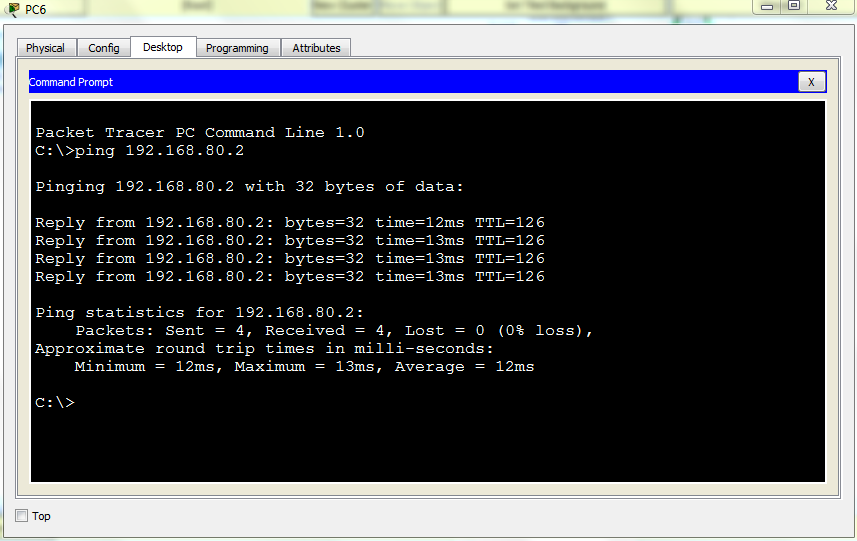 PC6
Physical Config Desktop Programming Attributes
Command Prompt X
Packet Tracer PC Command Line 1.0
C:\>ping 192.168.80.2
Pinging 192.168.80.2 with 32 bytes of data:
Reply from 192.168.80.2: bytes=32 time=12ms TTL=126
Reply from 192.168.80.2: bytes=32 time=13ms TTL=126
Reply from 192.168.80.2: bytes=32 time=13ms TTL=126
Reply from 192.168.80.2: bytes=32 time=13ms TTL=126
Ping statistics for 192.168.80.2:
Packets: Sent = 4, Received = 4, Lost = 0 (0% loss),
Approximate round trip times in milli-seconds:
Minimum = 12ms, Maximum = 13ms, Average = 12ms
C:\>
Top